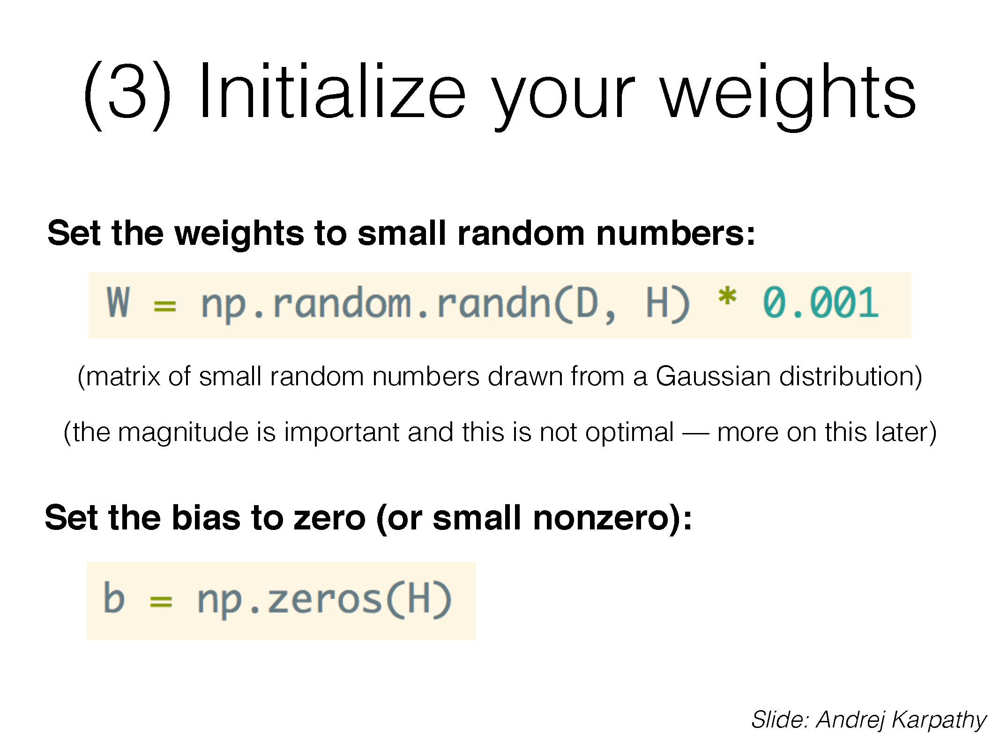 (3) Initialize your weights
Set the weights to small random numbers:
W = np.random.randn(D, H) * 0.001
(matrix of small random numbers drawn from a Gaussian distribution)
(the magnitude is important and this is not optimal — more on this later)
Set the bias to zero (or small nonzero):
b = np.zeros(H)
Slide: Andrej Karpathy